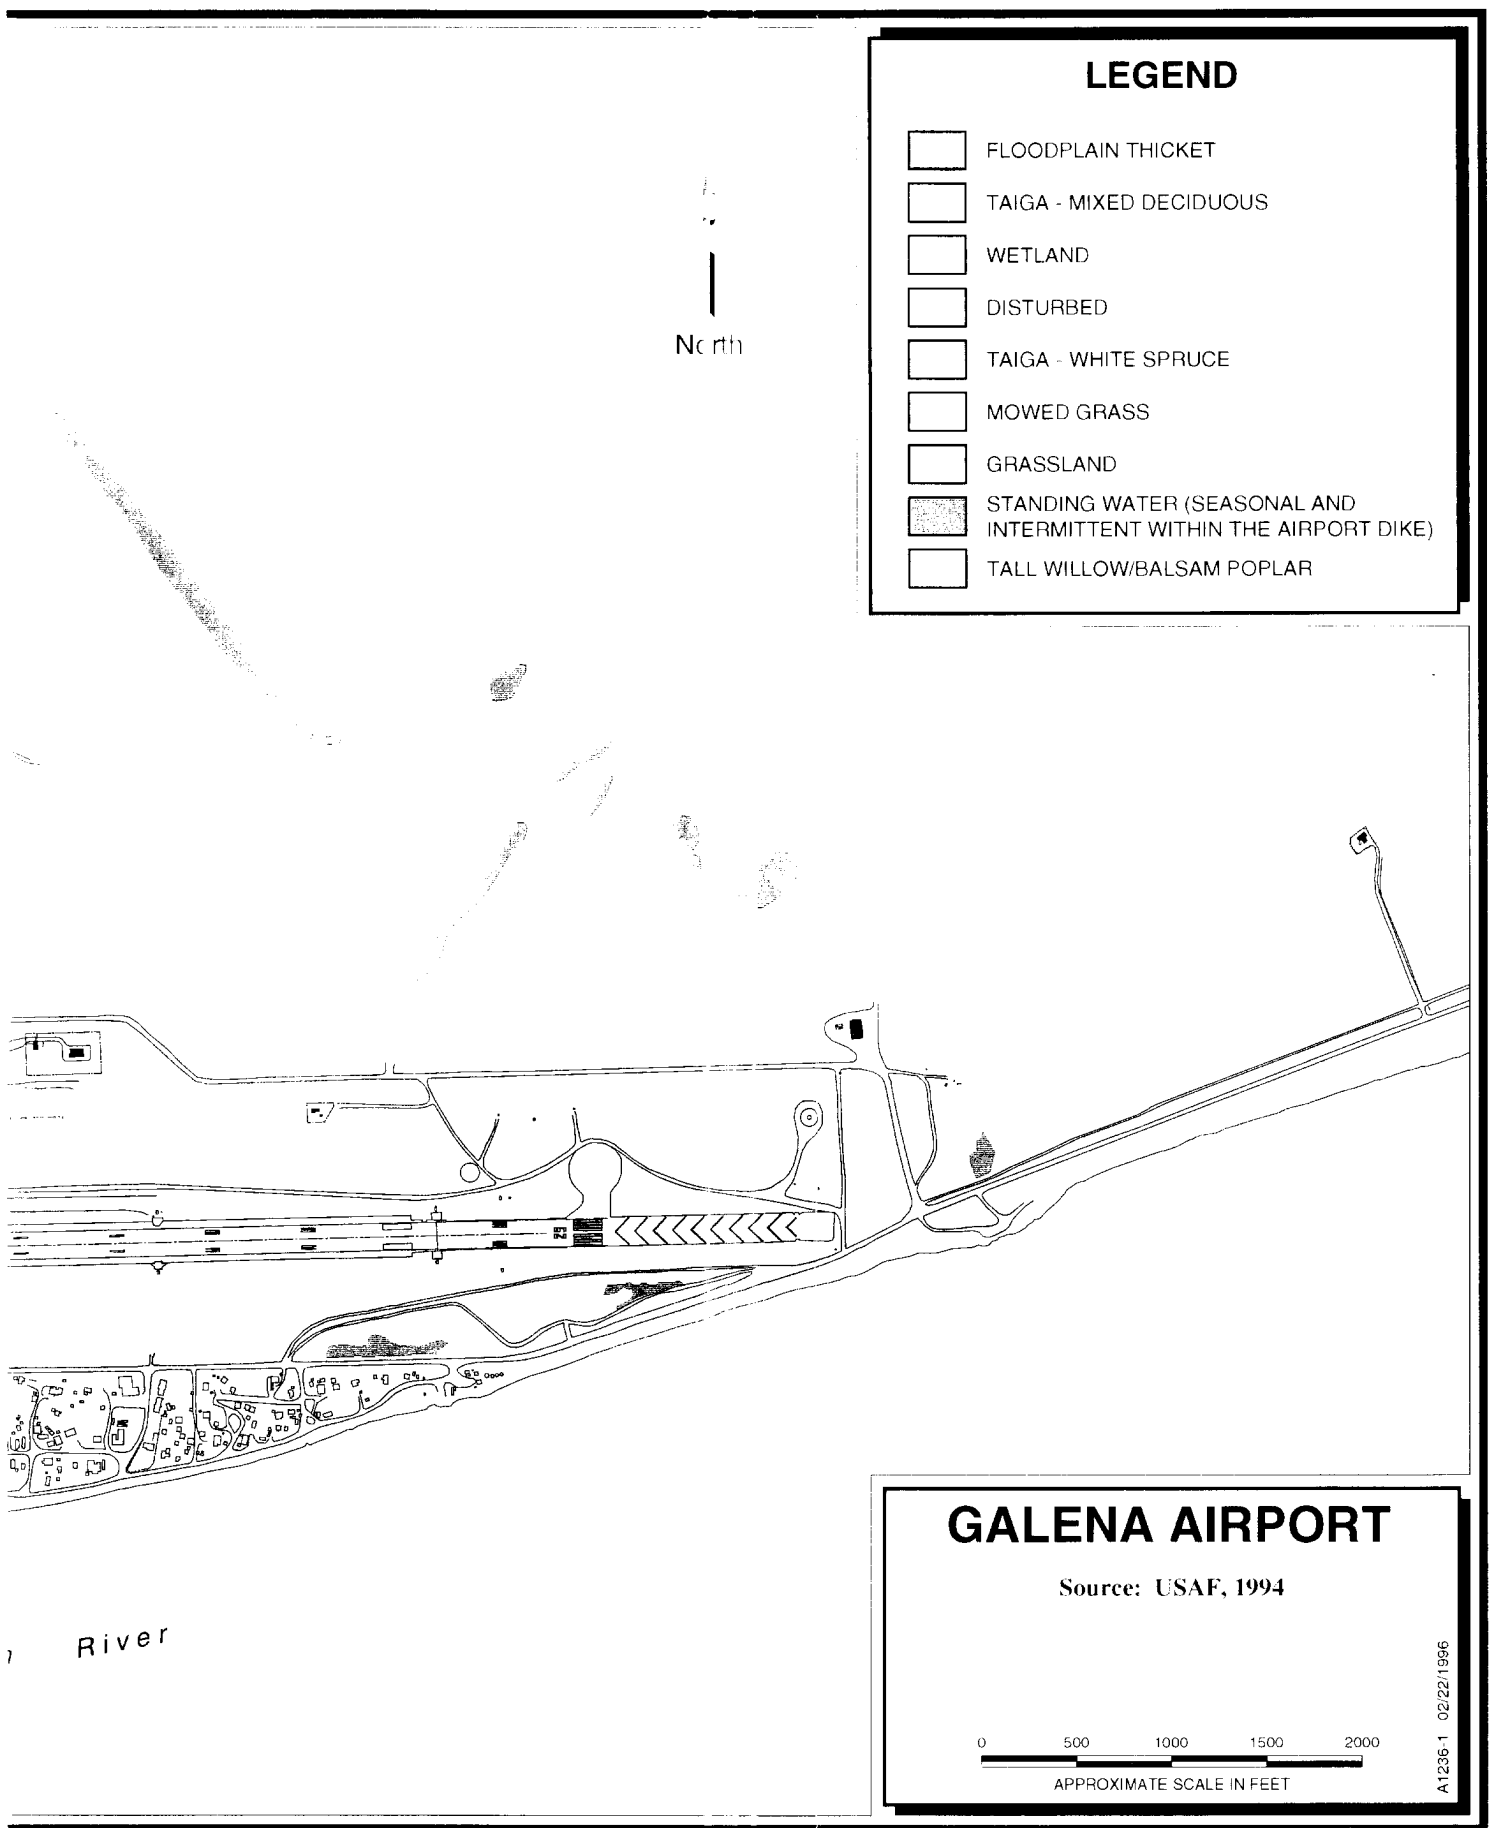 LEGEND
FLOODPLAIN THICKET
TAIGA - MIXED DECIDUOUS
WETLAND
DISTURBED
TAIGA - WHITE SPRUCE
MOWED GRASS
GRASSLAND
STANDING WATER (SEASONAL AND
INTERMITTENT WITHIN THE AIRPORT DIKE)
TALL WILLOW/BALSAM POPLAR
North
25
River
GALENA AIRPORT
Source: USAF, 1994
0 500 1000 1500 2000
APPROXIMATE SCALE IN FEET
A1236-1 02/22/1996